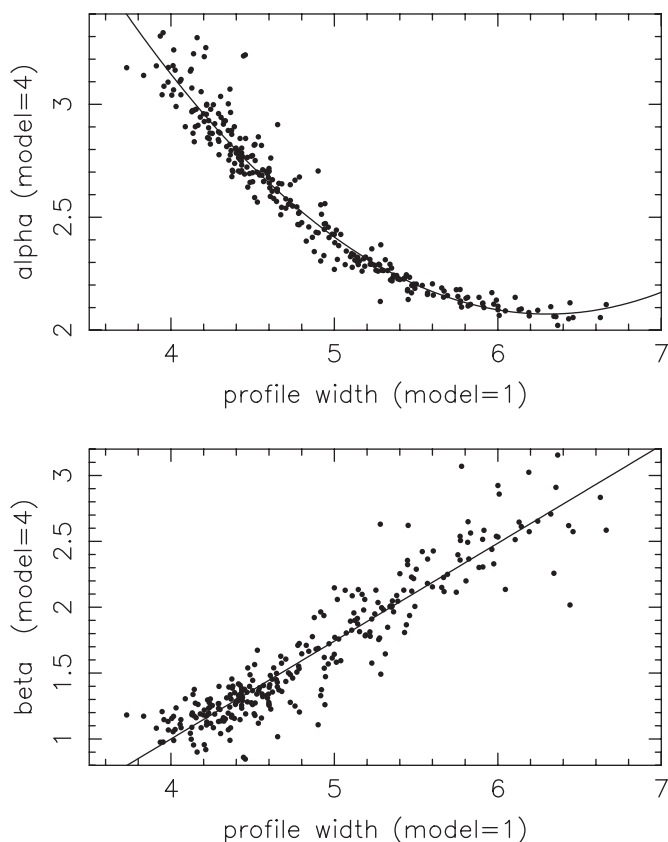 3
2.5
2
alpha (model=4)
4 5 6 7
profile width (model=1)
3
2.5
2
1.5
1
beta (model=4)
4 5 6 7
profile width (model=1)